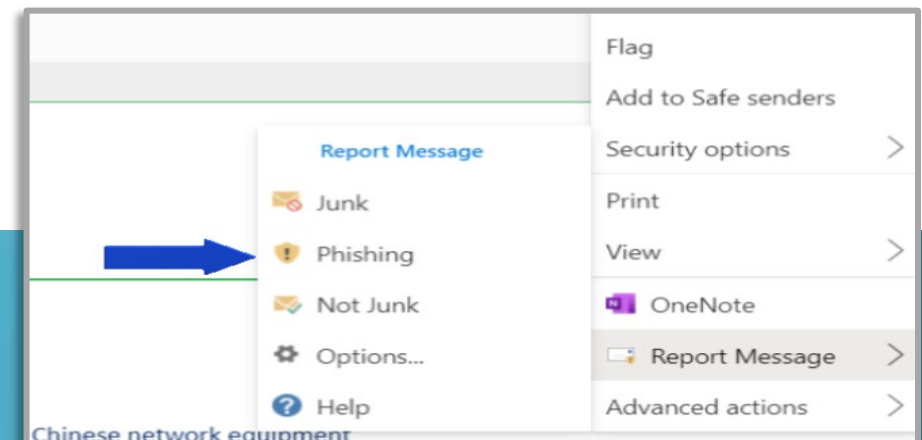 Flag
Add to Safe senders
Security options
Print
View
OneNote
Report Message
Advanced actions
Report Message
Junk
Phishing
Not Junk
Options...
Help
Chinese network equipment